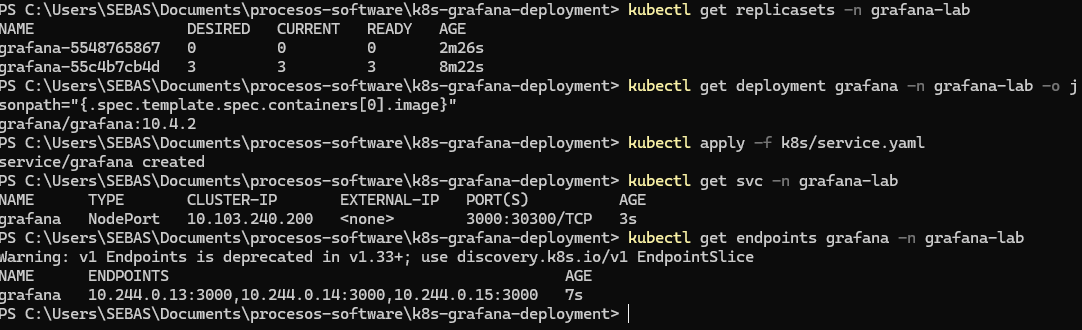 PS C:\Users\SEBAS\Documents\procesos-software\k8s-grafana-deployment> kubectl get replicasets -n grafana-lab
NAME                 DESIRED   CURRENT   READY   AGE
grafana-5548765867   0         0         0       2m26s
grafana-55c4b7cb4d   3         3         3       8m22s
PS C:\Users\SEBAS\Documents\procesos-software\k8s-grafana-deployment> kubectl get deployment grafana -n grafana-lab -o j
sonpath="{.spec.template.spec.containers[0].image}"
grafana/grafana:10.4.2
PS C:\Users\SEBAS\Documents\procesos-software\k8s-grafana-deployment> kubectl apply -f k8s/service.yaml
service/grafana created
PS C:\Users\SEBAS\Documents\procesos-software\k8s-grafana-deployment> kubectl get svc -n grafana-lab
NAME      TYPE       CLUSTER-IP       EXTERNAL-IP   PORT(S)          AGE
grafana   NodePort   10.103.240.200   <none>        3000:30300/TCP   3s
PS C:\Users\SEBAS\Documents\procesos-software\k8s-grafana-deployment> kubectl get endpoints grafana -n grafana-lab
Warning: v1 Endpoints is deprecated in v1.33+; use discovery.k8s.io/v1 EndpointSlice
NAME      ENDPOINTS                                            AGE
grafana   10.244.0.13:3000,10.244.0.14:3000,10.244.0.15:3000   7s
PS C:\Users\SEBAS\Documents\procesos-software\k8s-grafana-deployment>